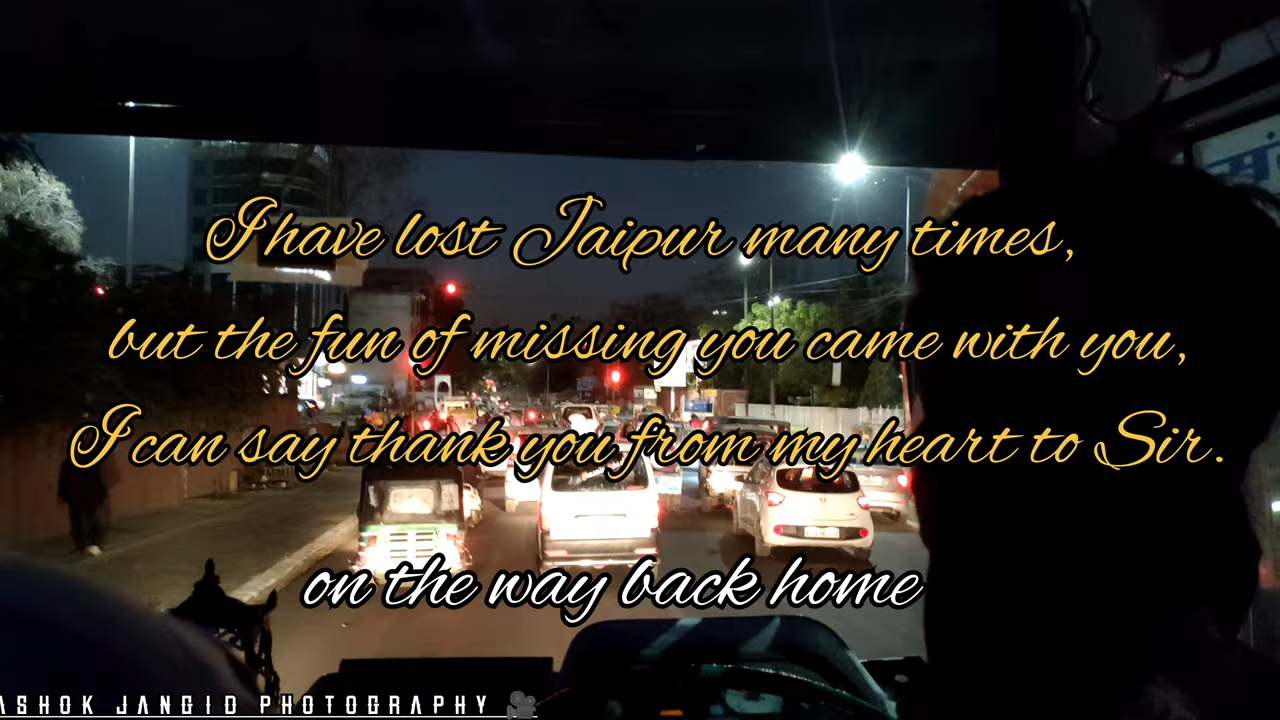 I have lost Jaipur many times,
but the fun of missing you came with you,
I can say thank you from my heart to Sir.
on the way back home
ASHOK JANGID PHOTOGRAPHY